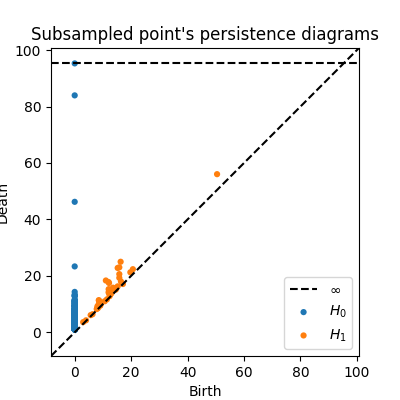 Subsampled point's persistence diagrams
100
80
60
40
20
0
Death
∞
H₀
H₁
0 20 40 60 80 100
Birth